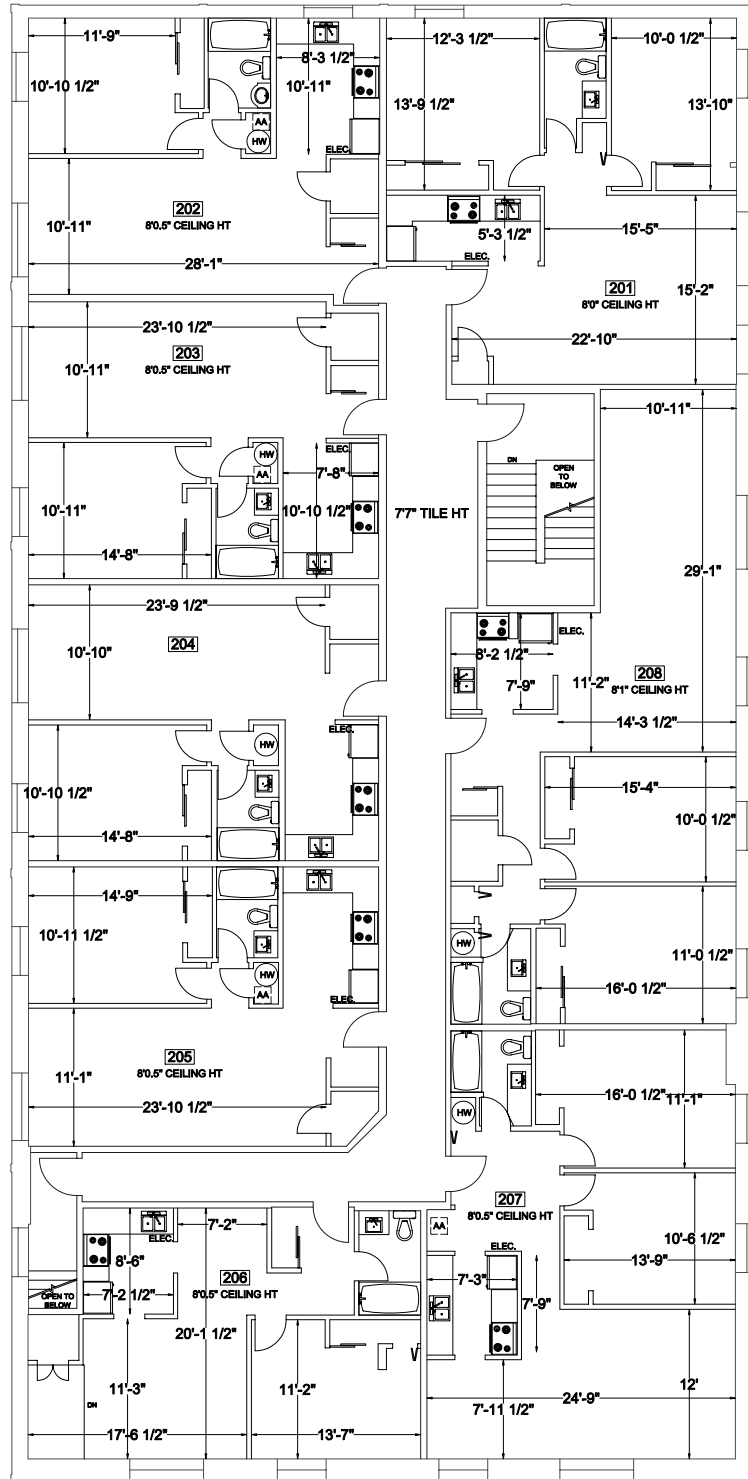 11'-9"
8'-3 1/2"
12'-3 1/2"
10'-0 1/2"
10'-10 1/2"
10'-11"
13'-9 1/2"
13'-10"
AA
HW
ELEC.
V
202
8'0.5" CEILING HT
10'-11"
28'-1"
5'-3 1/2"
ELEC.
15'-5"
201
8'0" CEILING HT
15'-2"
22'-10"
23'-10 1/2"
203
8'0.5" CEILING HT
10'-11"
10'-11"
ELEC.
HW
AA
7'-8"
DN
OPEN
TO
BELOW
10'-11"
10'-10 1/2"
7'7" TILE HT
14'-8"
29'-1"
23'-9 1/2"
204
10'-10"
ELEC.
8'-2 1/2"
11'-2"
7'-9"
208
8'1" CEILING HT
14'-3 1/2"
ELEC.
HW
10'-10 1/2"
14'-8"
15'-4"
10'-0 1/2"
14'-9"
10'-11 1/2"
V
V
HW
11'-0 1/2"
HW
AA
ELEC.
16'-0 1/2"
205
8'0.5" CEILING HT
11'-1"
23'-10 1/2"
16'-0 1/2"
11'-1"
HW
V
207
8'0.5" CEILING HT
AA
7'-2"
ELEC.
8'-6"
206
8'0.5" CEILING HT
7'-2 1/2"
OPEN TO
BELOW
20'-1 1/2"
ELEC.
7'-3"
7'-9"
10'-6 1/2"
13'-9"
V
11'-3"
11'-2"
DN
17'-6 1/2"
13'-7"
7'-11 1/2"
24'-9"
12'